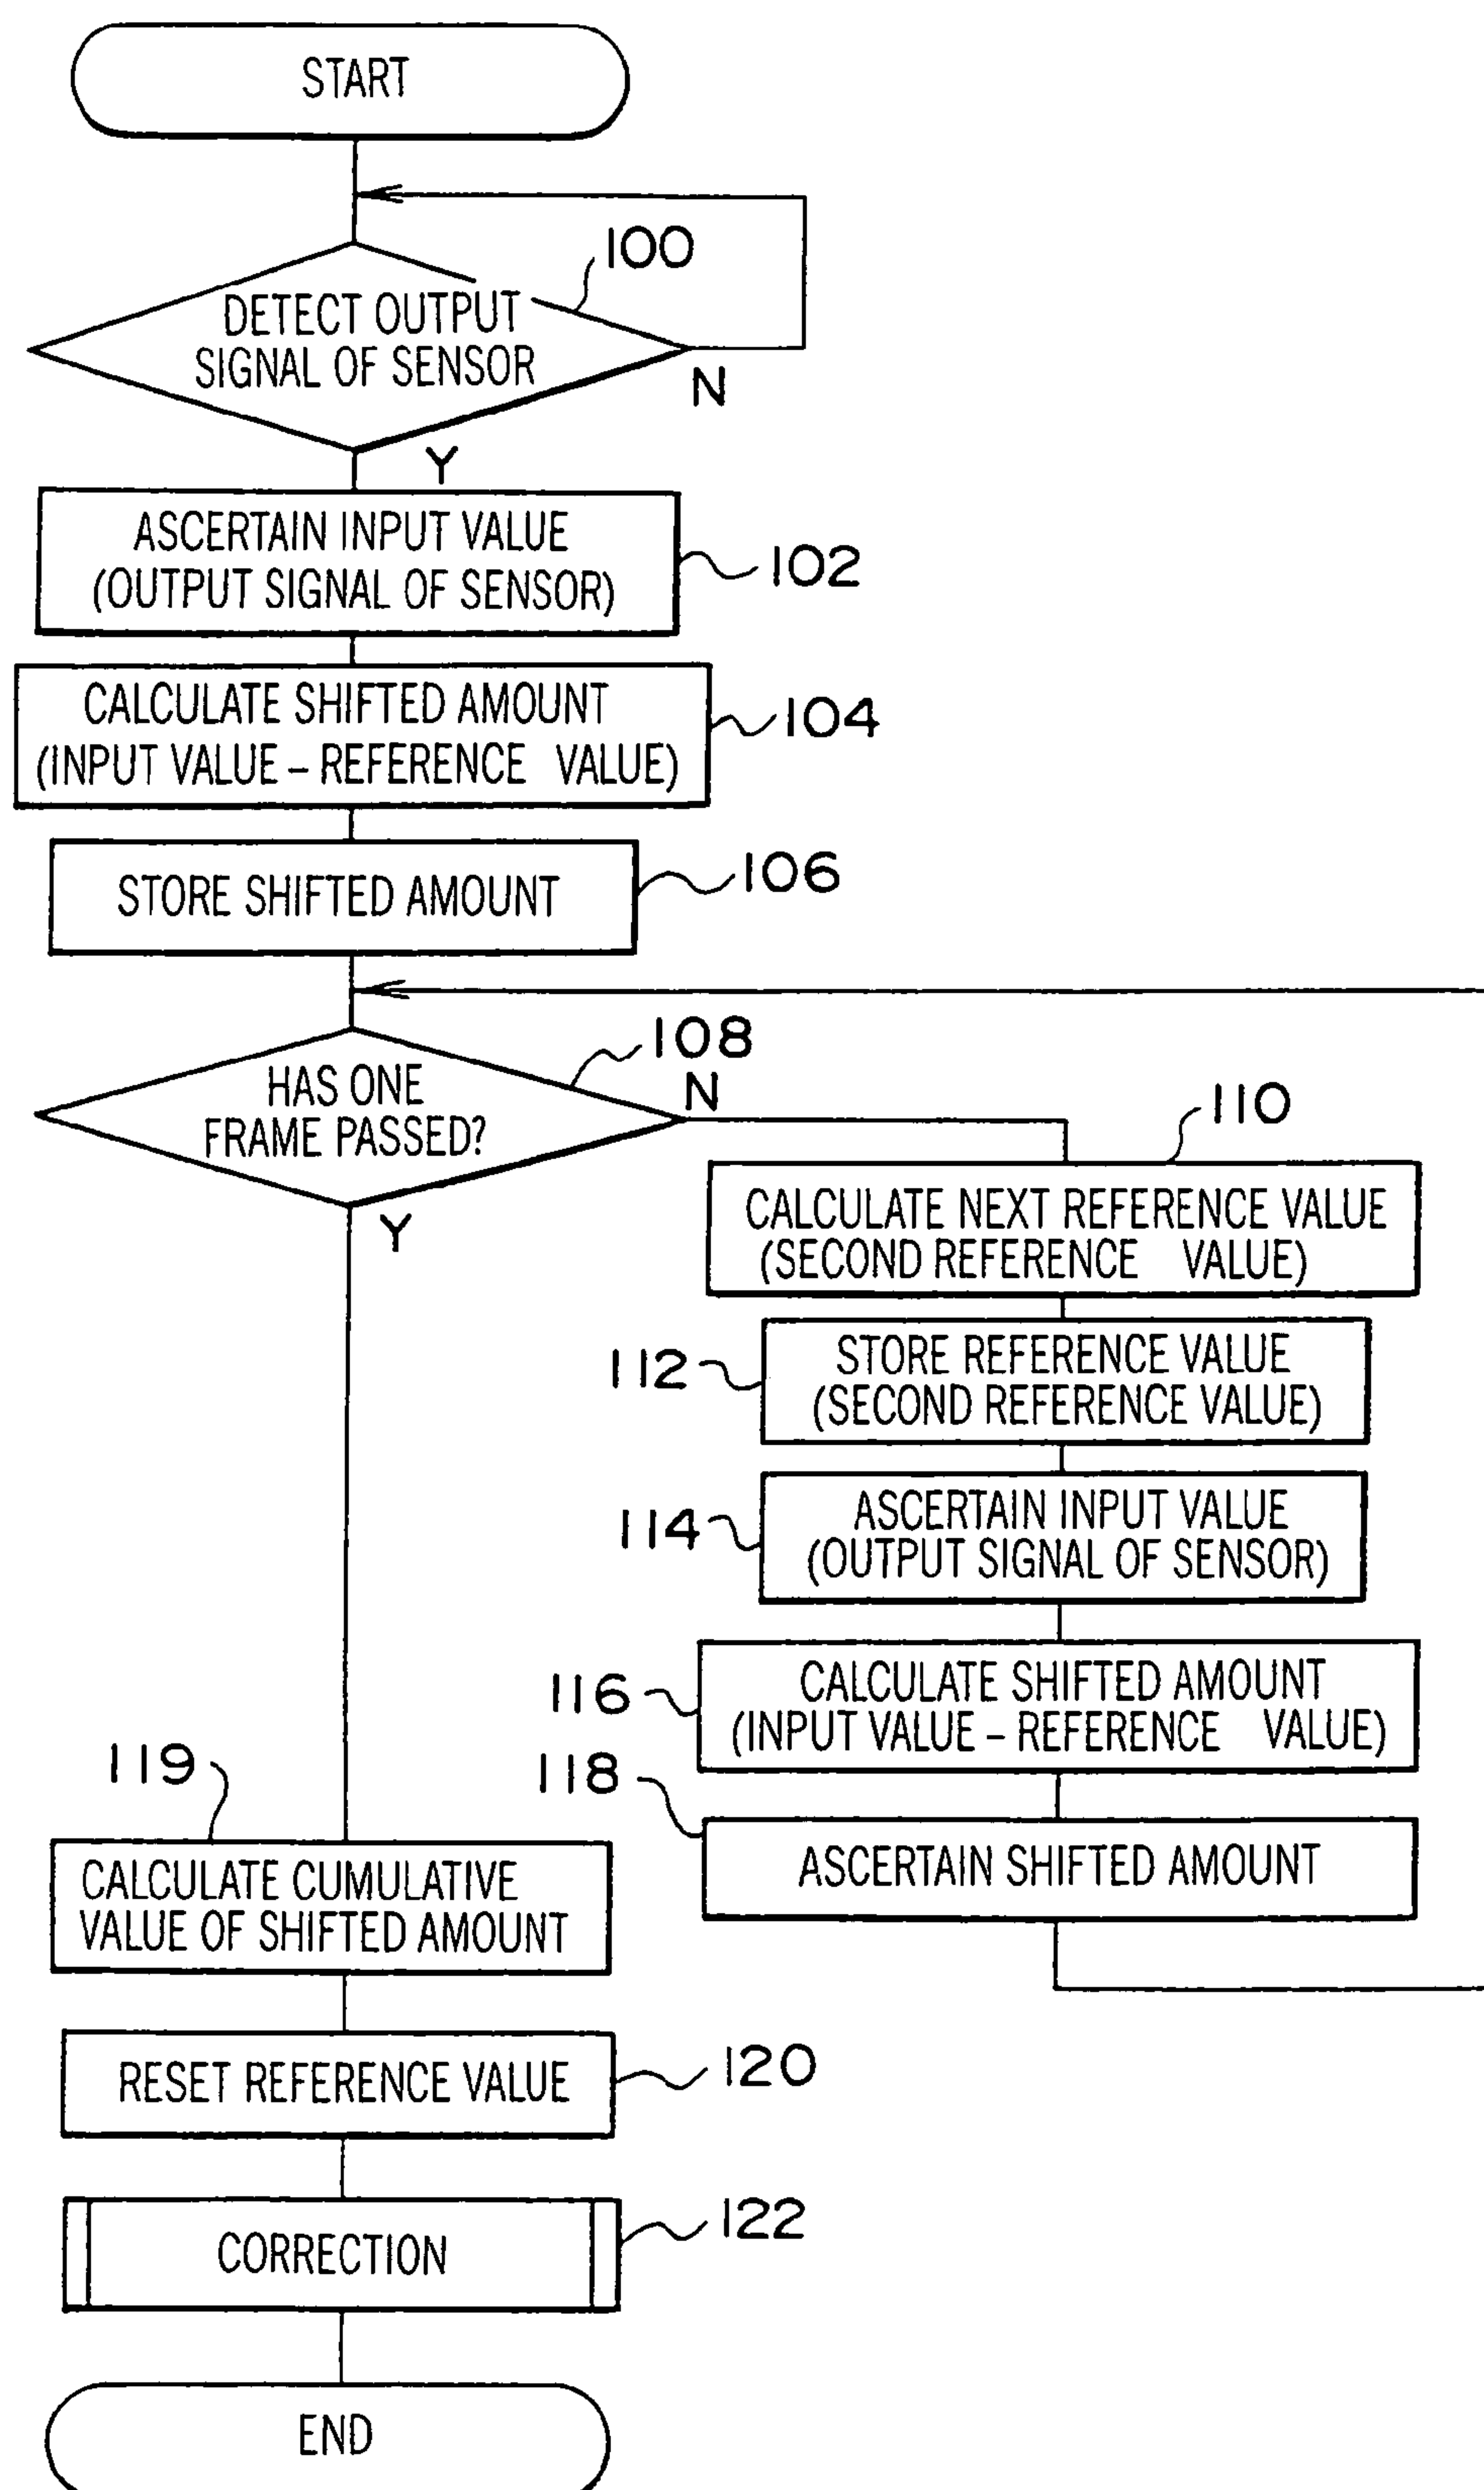 START
100
DETECT OUTPUT
SIGNAL OF SENSOR
N
Y
ASCERTAIN INPUT VALUE
(OUTPUT SIGNAL OF SENSOR)
102
CALCULATE SHIFTED AMOUNT
(INPUT VALUE – REFERENCE VALUE)
104
STORE SHIFTED AMOUNT
106
108
HAS ONE
FRAME PASSED?
N
Y
110
CALCULATE NEXT REFERENCE VALUE
(SECOND REFERENCE VALUE)
112
STORE REFERENCE VALUE
(SECOND REFERENCE VALUE)
114
ASCERTAIN INPUT VALUE
(OUTPUT SIGNAL OF SENSOR)
116
CALCULATE SHIFTED AMOUNT
(INPUT VALUE – REFERENCE VALUE)
118
ASCERTAIN SHIFTED AMOUNT
119
CALCULATE CUMULATIVE
VALUE OF SHIFTED AMOUNT
RESET REFERENCE VALUE
120
CORRECTION
122
END